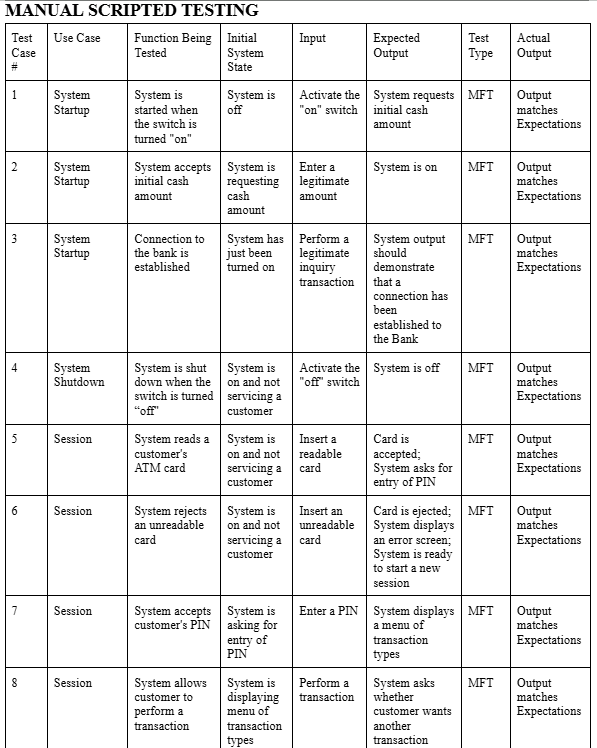 MANUAL SCRIPTED TESTING
Test Case # | Use Case | Function Being Tested | Initial System State | Input | Expected Output | Test Type | Actual Output
1 | System Startup | System is started when the switch is turned "on" | System is off | Activate the "on" switch | System requests initial cash amount | MFT | Output matches Expectations
2 | System Startup | System accepts initial cash amount | System is requesting cash amount | Enter a legitimate amount | System is on | MFT | Output matches Expectations
3 | System Startup | Connection to the bank is established | System has just been turned on | Perform a legitimate inquiry transaction | System output should demonstrate that a connection has been established to the Bank | MFT | Output matches Expectations
4 | System Shutdown | System is shut down when the switch is turned “off” | System is on and not servicing a customer | Activate the "off" switch | System is off | MFT | Output matches Expectations
5 | Session | System reads a customer's ATM card | System is on and not servicing a customer | Insert a readable card | Card is accepted; System asks for entry of PIN | MFT | Output matches Expectations
6 | Session | System rejects an unreadable card | System is on and not servicing a customer | Insert an unreadable card | Card is ejected; System displays an error screen; System is ready to start a new session | MFT | Output matches Expectations
7 | Session | System accepts customer's PIN | System is asking for entry of PIN | Enter a PIN | System displays a menu of transaction types | MFT | Output matches Expectations
8 | Session | System allows customer to perform a transaction | System is displaying menu of transaction types | Perform a transaction | System asks whether customer wants another transaction | MFT | Output matches Expectations